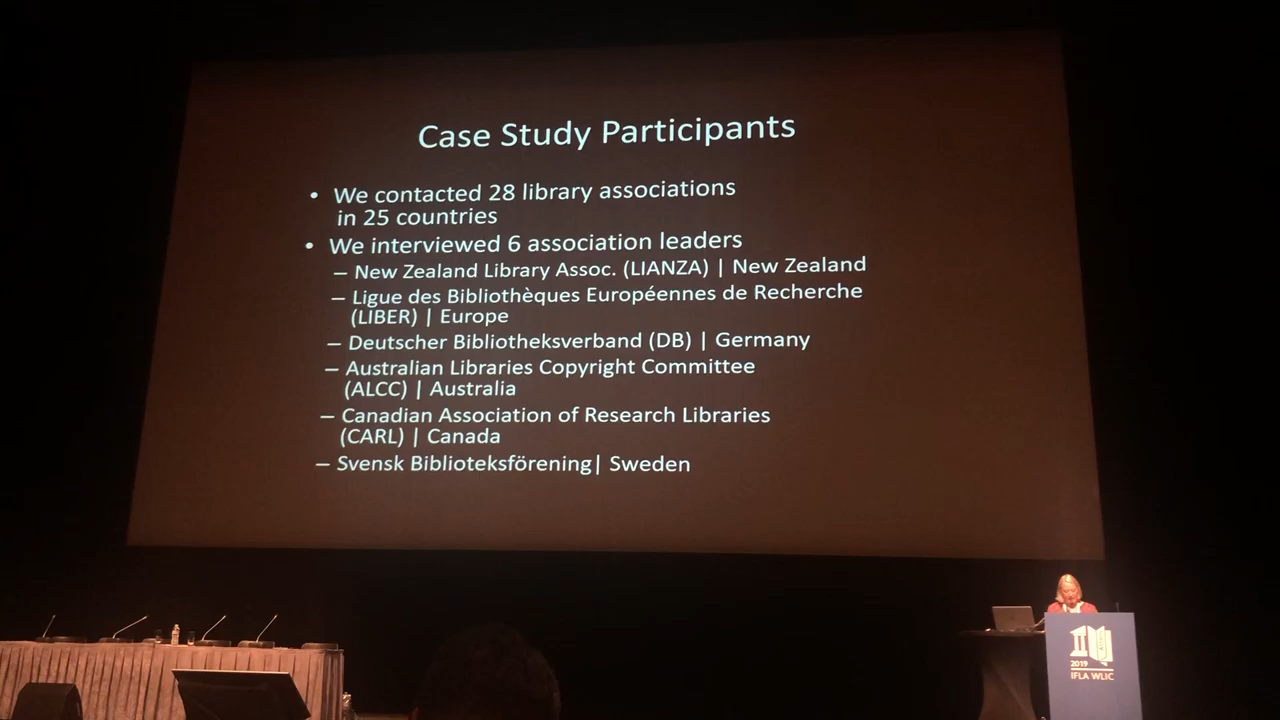 Case Study Participants
• We contacted 28 library associations
in 25 countries
• We interviewed 6 association leaders
– New Zealand Library Assoc. (LIANZA) | New Zealand
– Ligue des Bibliothèques Européennes de Recherche
(LIBER) | Europe
– Deutscher Bibliotheksverband (DB) | Germany
– Australian Libraries Copyright Committee
(ALCC) | Australia
– Canadian Association of Research Libraries
(CARL) | Canada
– Svensk Biblioteksförening| Sweden
2019
IFLA WLIC